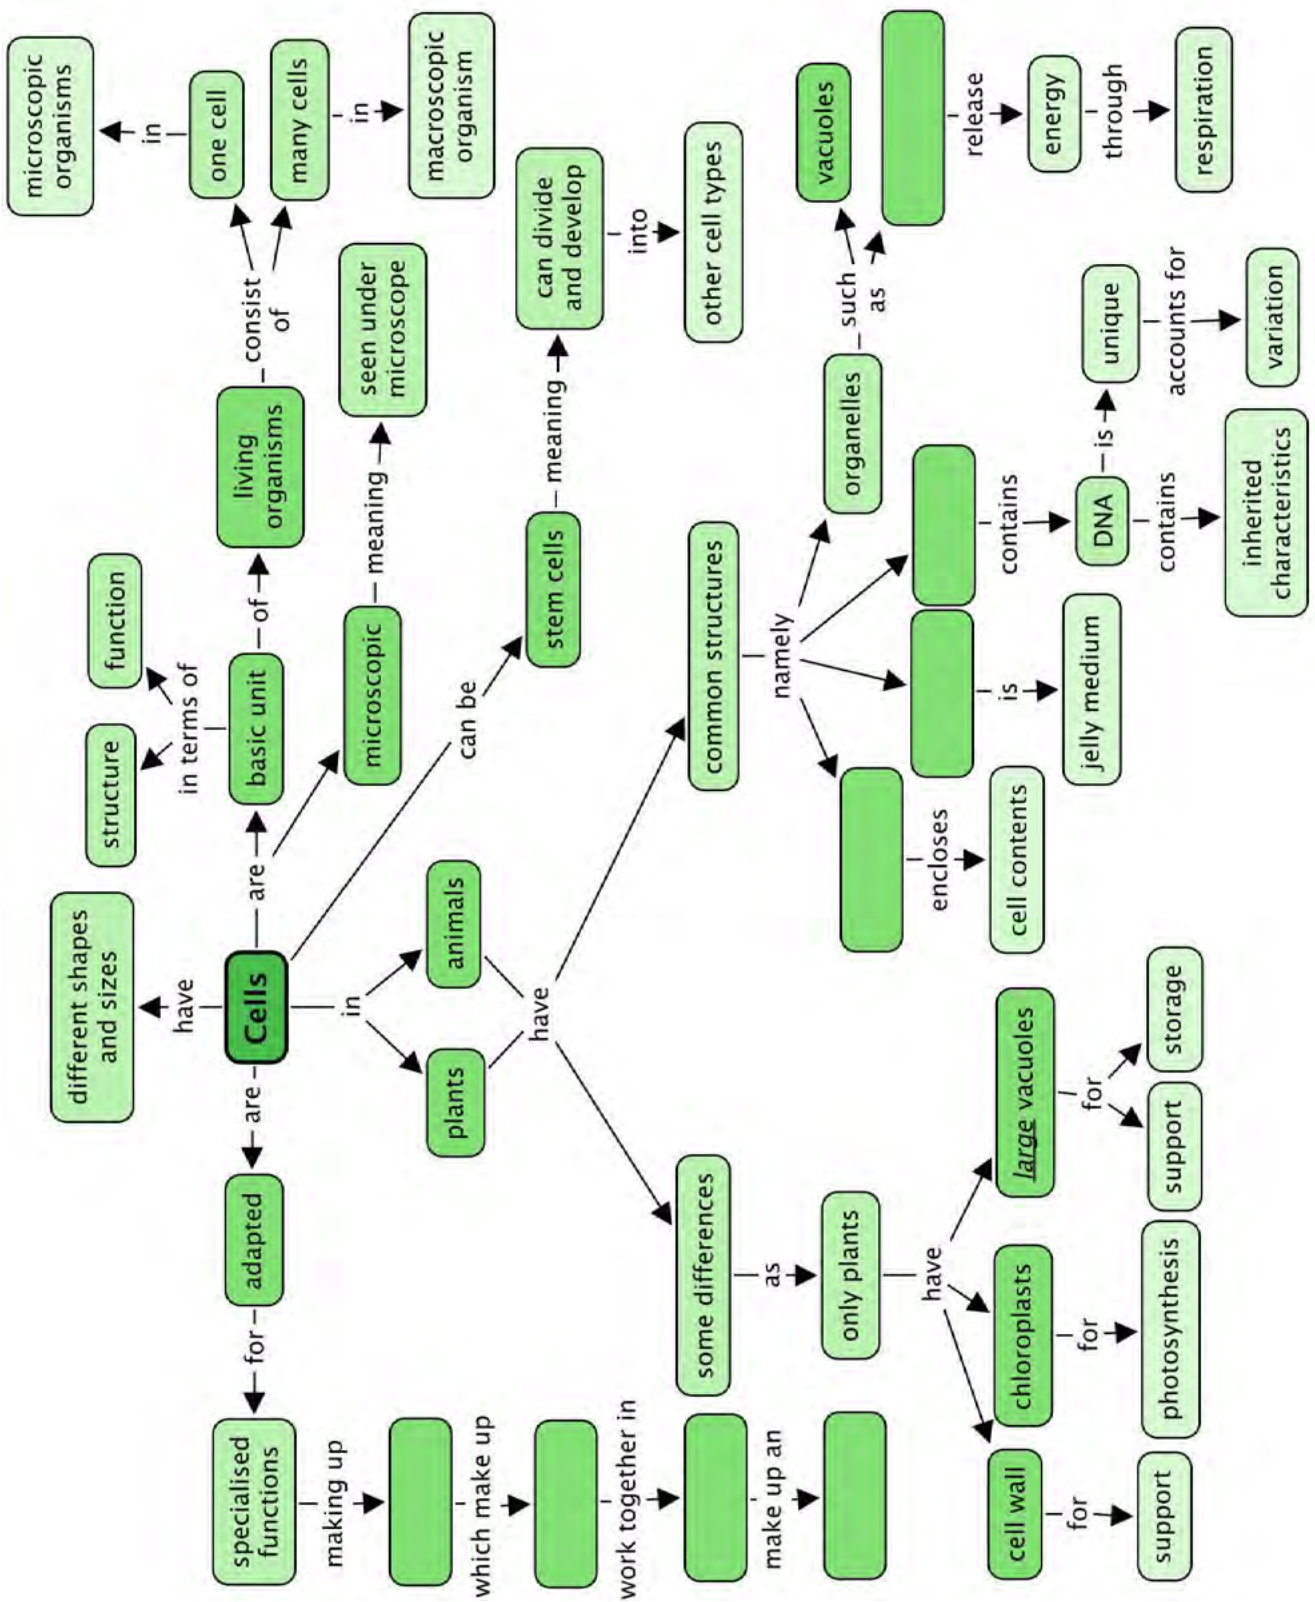 different shapes
and sizes
have
structure
function
in terms of
Cells
are
basic unit
of
living
organisms
consist
of
one cell
in
microscopic
organisms
many cells
in
macroscopic
organism
are
adapted
for
specialised
functions
making up
which make up
work together in
make up an
microscopic
meaning
seen under
microscope
can be
stem cells
meaning
can divide
and develop
into
other cell types
in
plants
animals
have
some differences
as
only plants
have
cell wall
for
support
chloroplasts
for
photosynthesis
large vacuoles
for
support
storage
common structures
namely
encloses
cell contents
is
jelly medium
contains
DNA
is
unique
accounts for
variation
contains
inherited
characteristics
organelles
such
as
vacuoles
release
energy
through
respiration